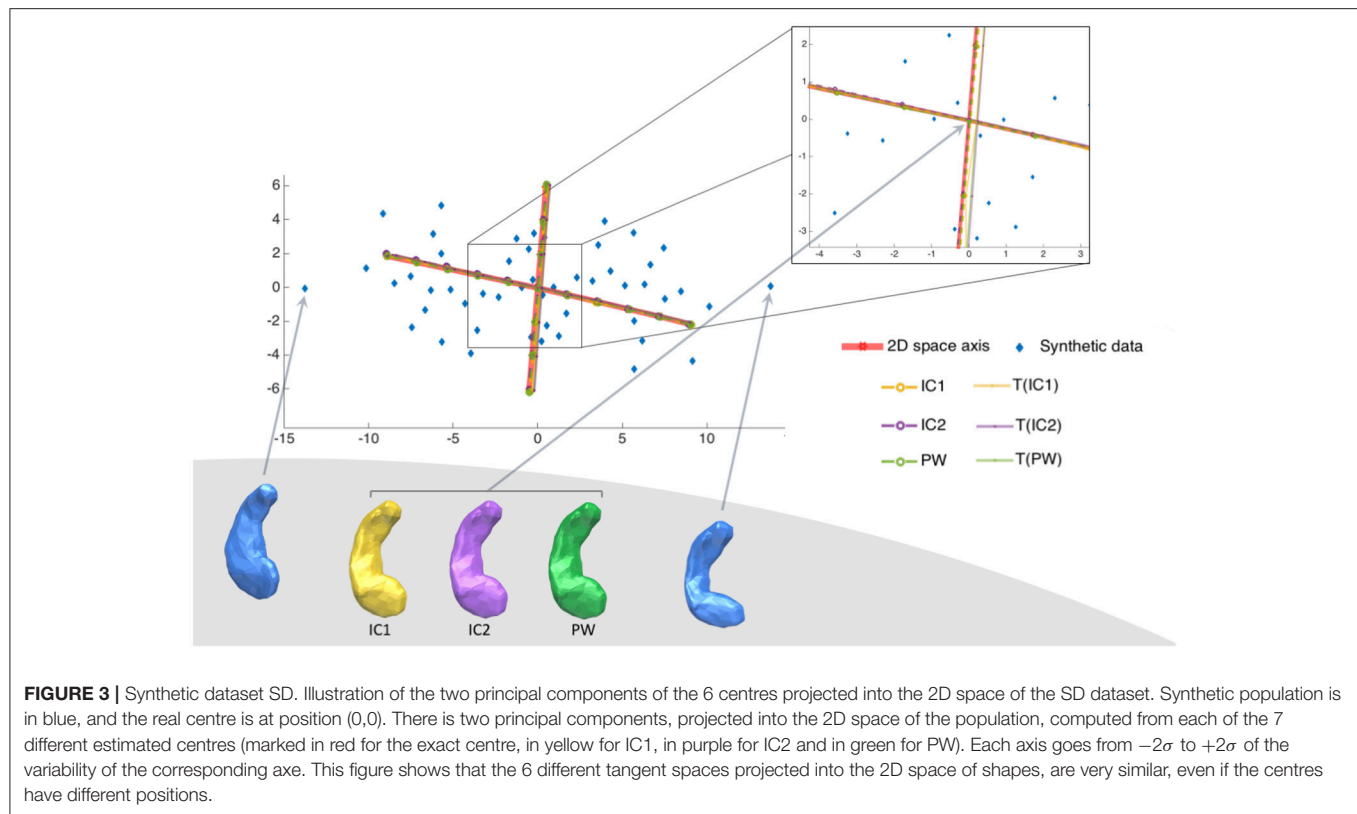 2
1
0
-1
-2
-3
-4 -3 -2 -1 0 1 2 3
6
4
2
0
-2
-4
-6
-15 -10 -5 0 5 10
2D space axis Synthetic data
IC1 T(IC1)
IC2 T(IC2)
PW T(PW)
IC1 IC2 PW
FIGURE 3 | Synthetic dataset SD. Illustration of the two principal components of the 6 centres projected into the 2D space of the SD dataset. Synthetic population is
in blue, and the real centre is at position (0,0). There is two principal components, projected into the 2D space of the population, computed from each of the 7
different estimated centres (marked in red for the exact centre, in yellow for IC1, in purple for IC2 and in green for PW). Each axis goes from −2σ to +2σ of the
variability of the corresponding axe. This figure shows that the 6 different tangent spaces projected into the 2D space of shapes, are very similar, even if the centres
have different positions.